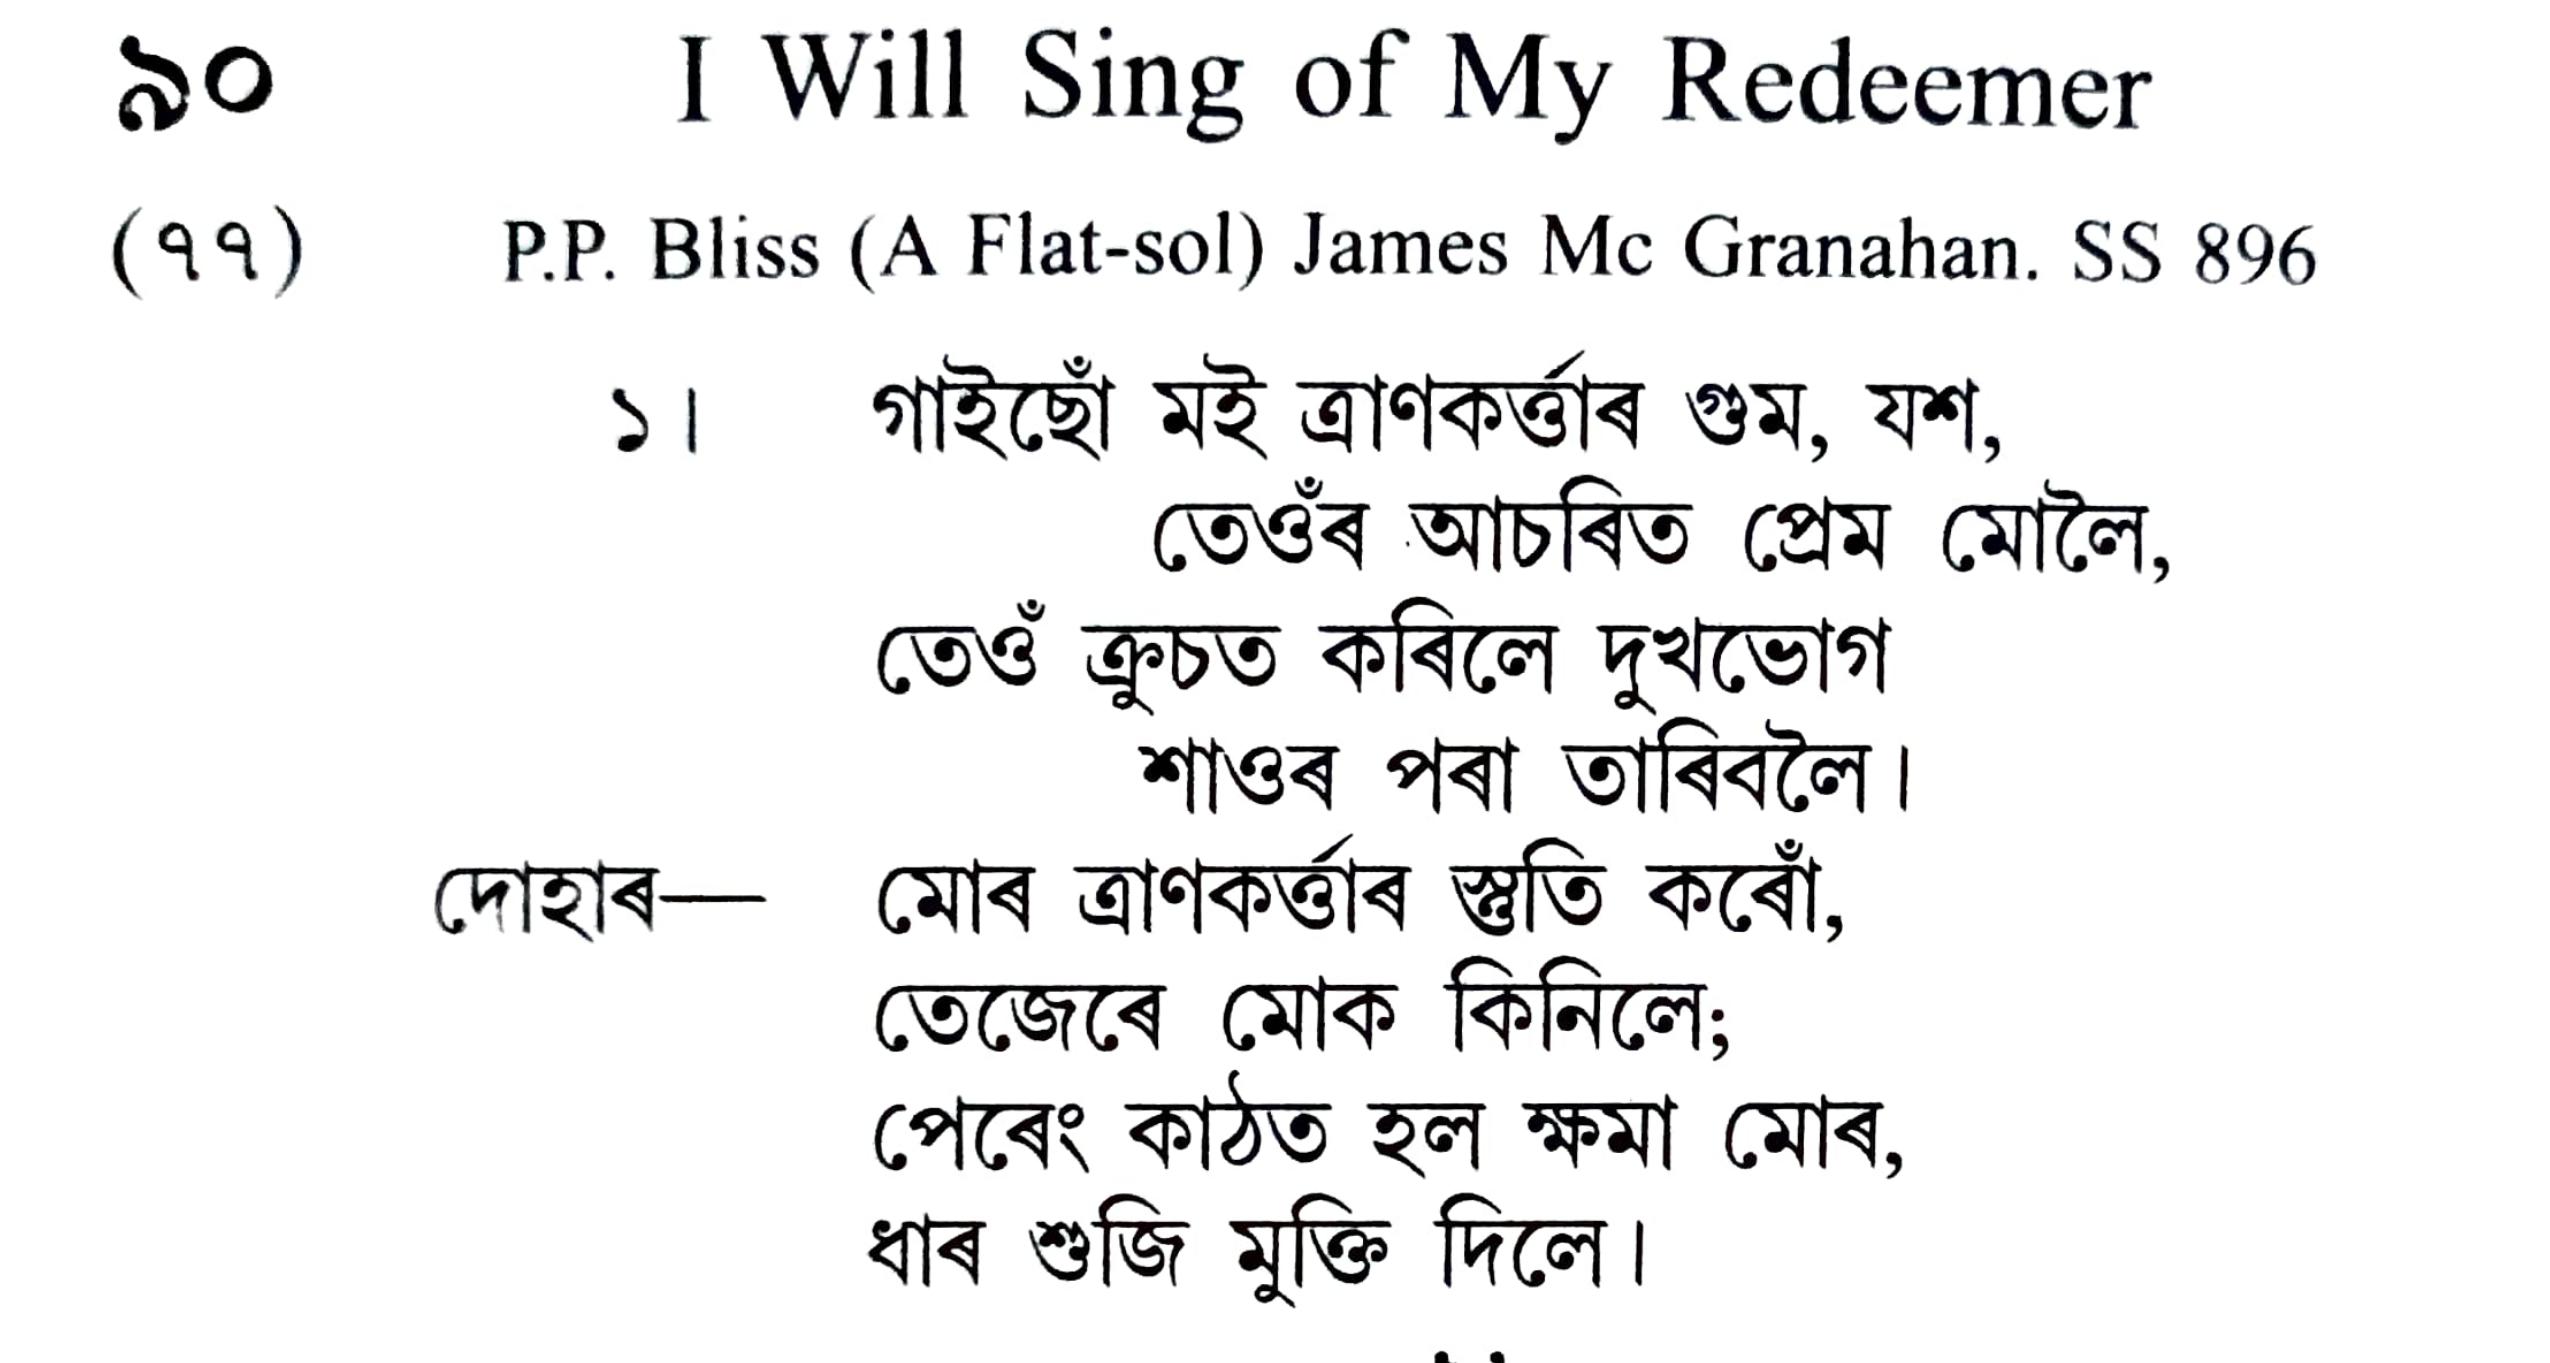 ৯০ I Will Sing of My Redeemer
(৭৭) P.P. Bliss (A Flat-sol) James Mc Granahan. SS 896
১। গাইছোঁ মই ত্ৰাণকৰ্ত্তাৰ গুম, যশ,
তেওঁৰ আচৰিত প্ৰেম মোলৈ,
তেওঁ ক্ৰুচত কৰিলে দুখভোগ
শাওৰ পৰা তাৰিবলৈ।
দোহাৰ— মোৰ ত্ৰাণকৰ্ত্তাৰ স্তুতি কৰোঁ,
তেজেৰে মোক কিনিলে;
পেৰেং কাঠত হল ক্ষমা মোৰ,
ধাৰ শুজি মুক্তি দিলে।